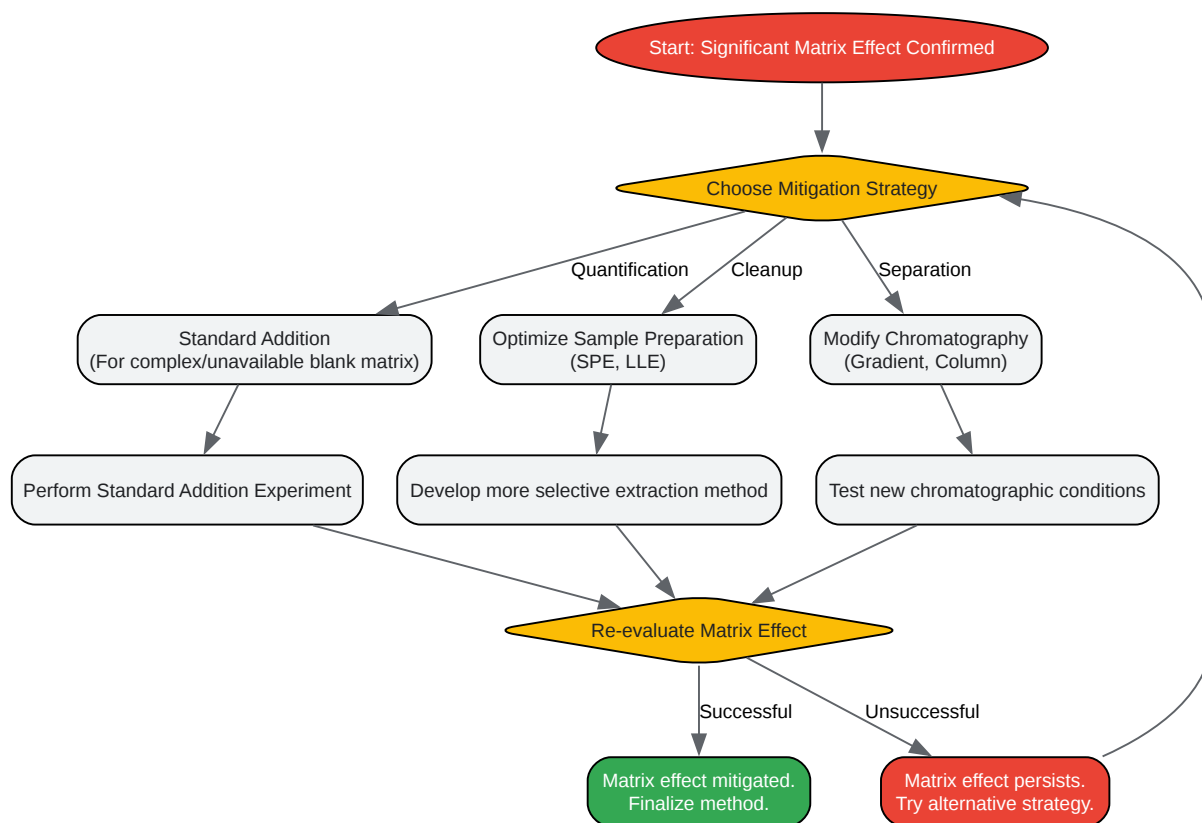 Start: Significant Matrix Effect Confirmed
Choose Mitigation Strategy
Quantification
Cleanup
Separation
Standard Addition
(For complex/unavailable blank matrix)
Optimize Sample Preparation
(SPE, LLE)
Modify Chromatography
(Gradient, Column)
Perform Standard Addition Experiment
Develop more selective extraction method
Test new chromatographic conditions
Re-evaluate Matrix Effect
Successful
Unsuccessful
Matrix effect mitigated.
Finalize method.
Matrix effect persists.
Try alternative strategy.